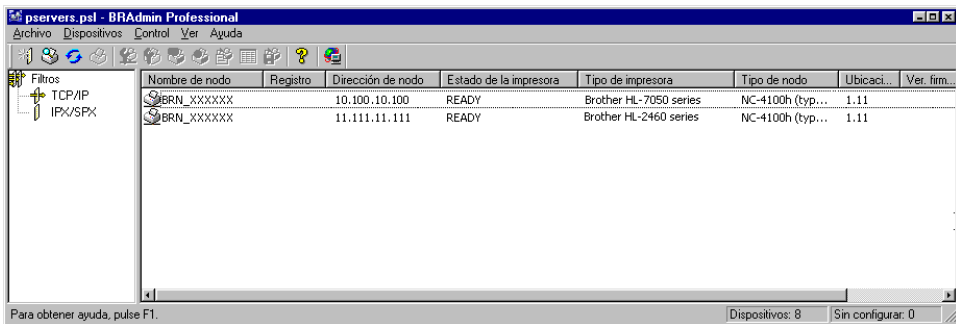 pservers.psl - BRAdmin Professional
Archivo Dispositivos Control Ver Ayuda
Filtros
TCP/IP
IPX/SPX
Nombre de nodo Registro Dirección de nodo Estado de la impresora Tipo de impresora Tipo de nodo Ubicaci... Ver. firm...
BRN_XXXXXX 10.100.10.100 READY Brother HL-7050 series NC-4100h (typ... 1.11
BRN_XXXXXX 11.111.11.111 READY Brother HL-2460 series NC-4100h (typ... 1.11
Para obtener ayuda, pulse F1. Dispositivos: 8 Sin configurar: 0